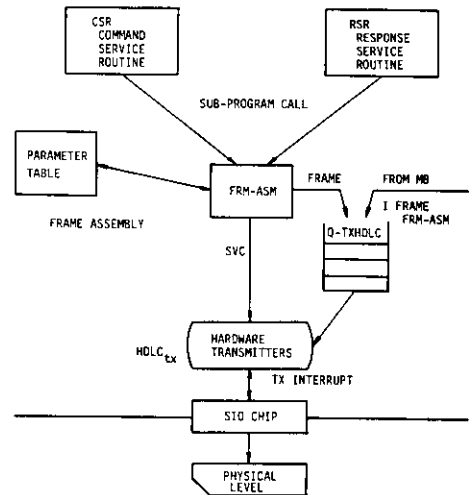 CSR
COMMAND
SERVICE
ROUTINE
RSR
RESPONSE
SERVICE
ROUTINE
SUB-PROGRAM CALL
PARAMETER
TABLE
FRM-ASM
FRAME
FROM MB
I FRAME
FRM-ASM
FRAME ASSEMBLY
Q-TXHDLC
SVC
HARDWARE
TRANSMITTERS
HDLCtx
TX INTERRUPT
SIO CHIP
PHYSICAL
LEVEL